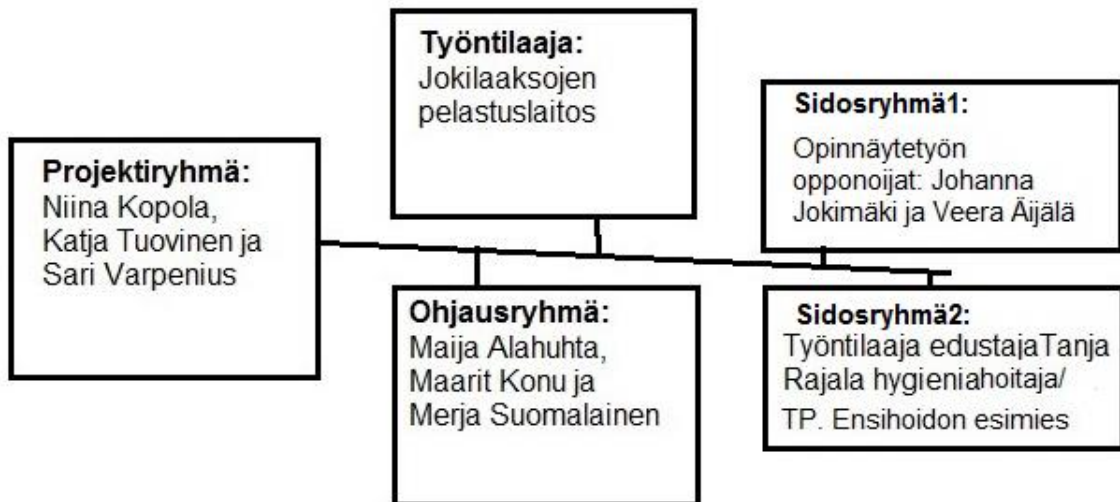 Työntilaaja:
Jokilaaksojen
pelastuslaitos
Projektiryhmä:
Niina Kopola,
Katja Tuovinen ja
Sari Varpenius
Sidosryhmä1:
Opinnäytetyön
opponoijat: Johanna
Jokimäki ja Veera Äijälä
Ohjausryhmä:
Maija Alahuhta,
Maarit Konu ja
Merja Suomalainen
Sidosryhmä2:
Työntilaaja edustajaTanja
Rajala hygieniahoitaja/
TP. Ensihoidon esimies